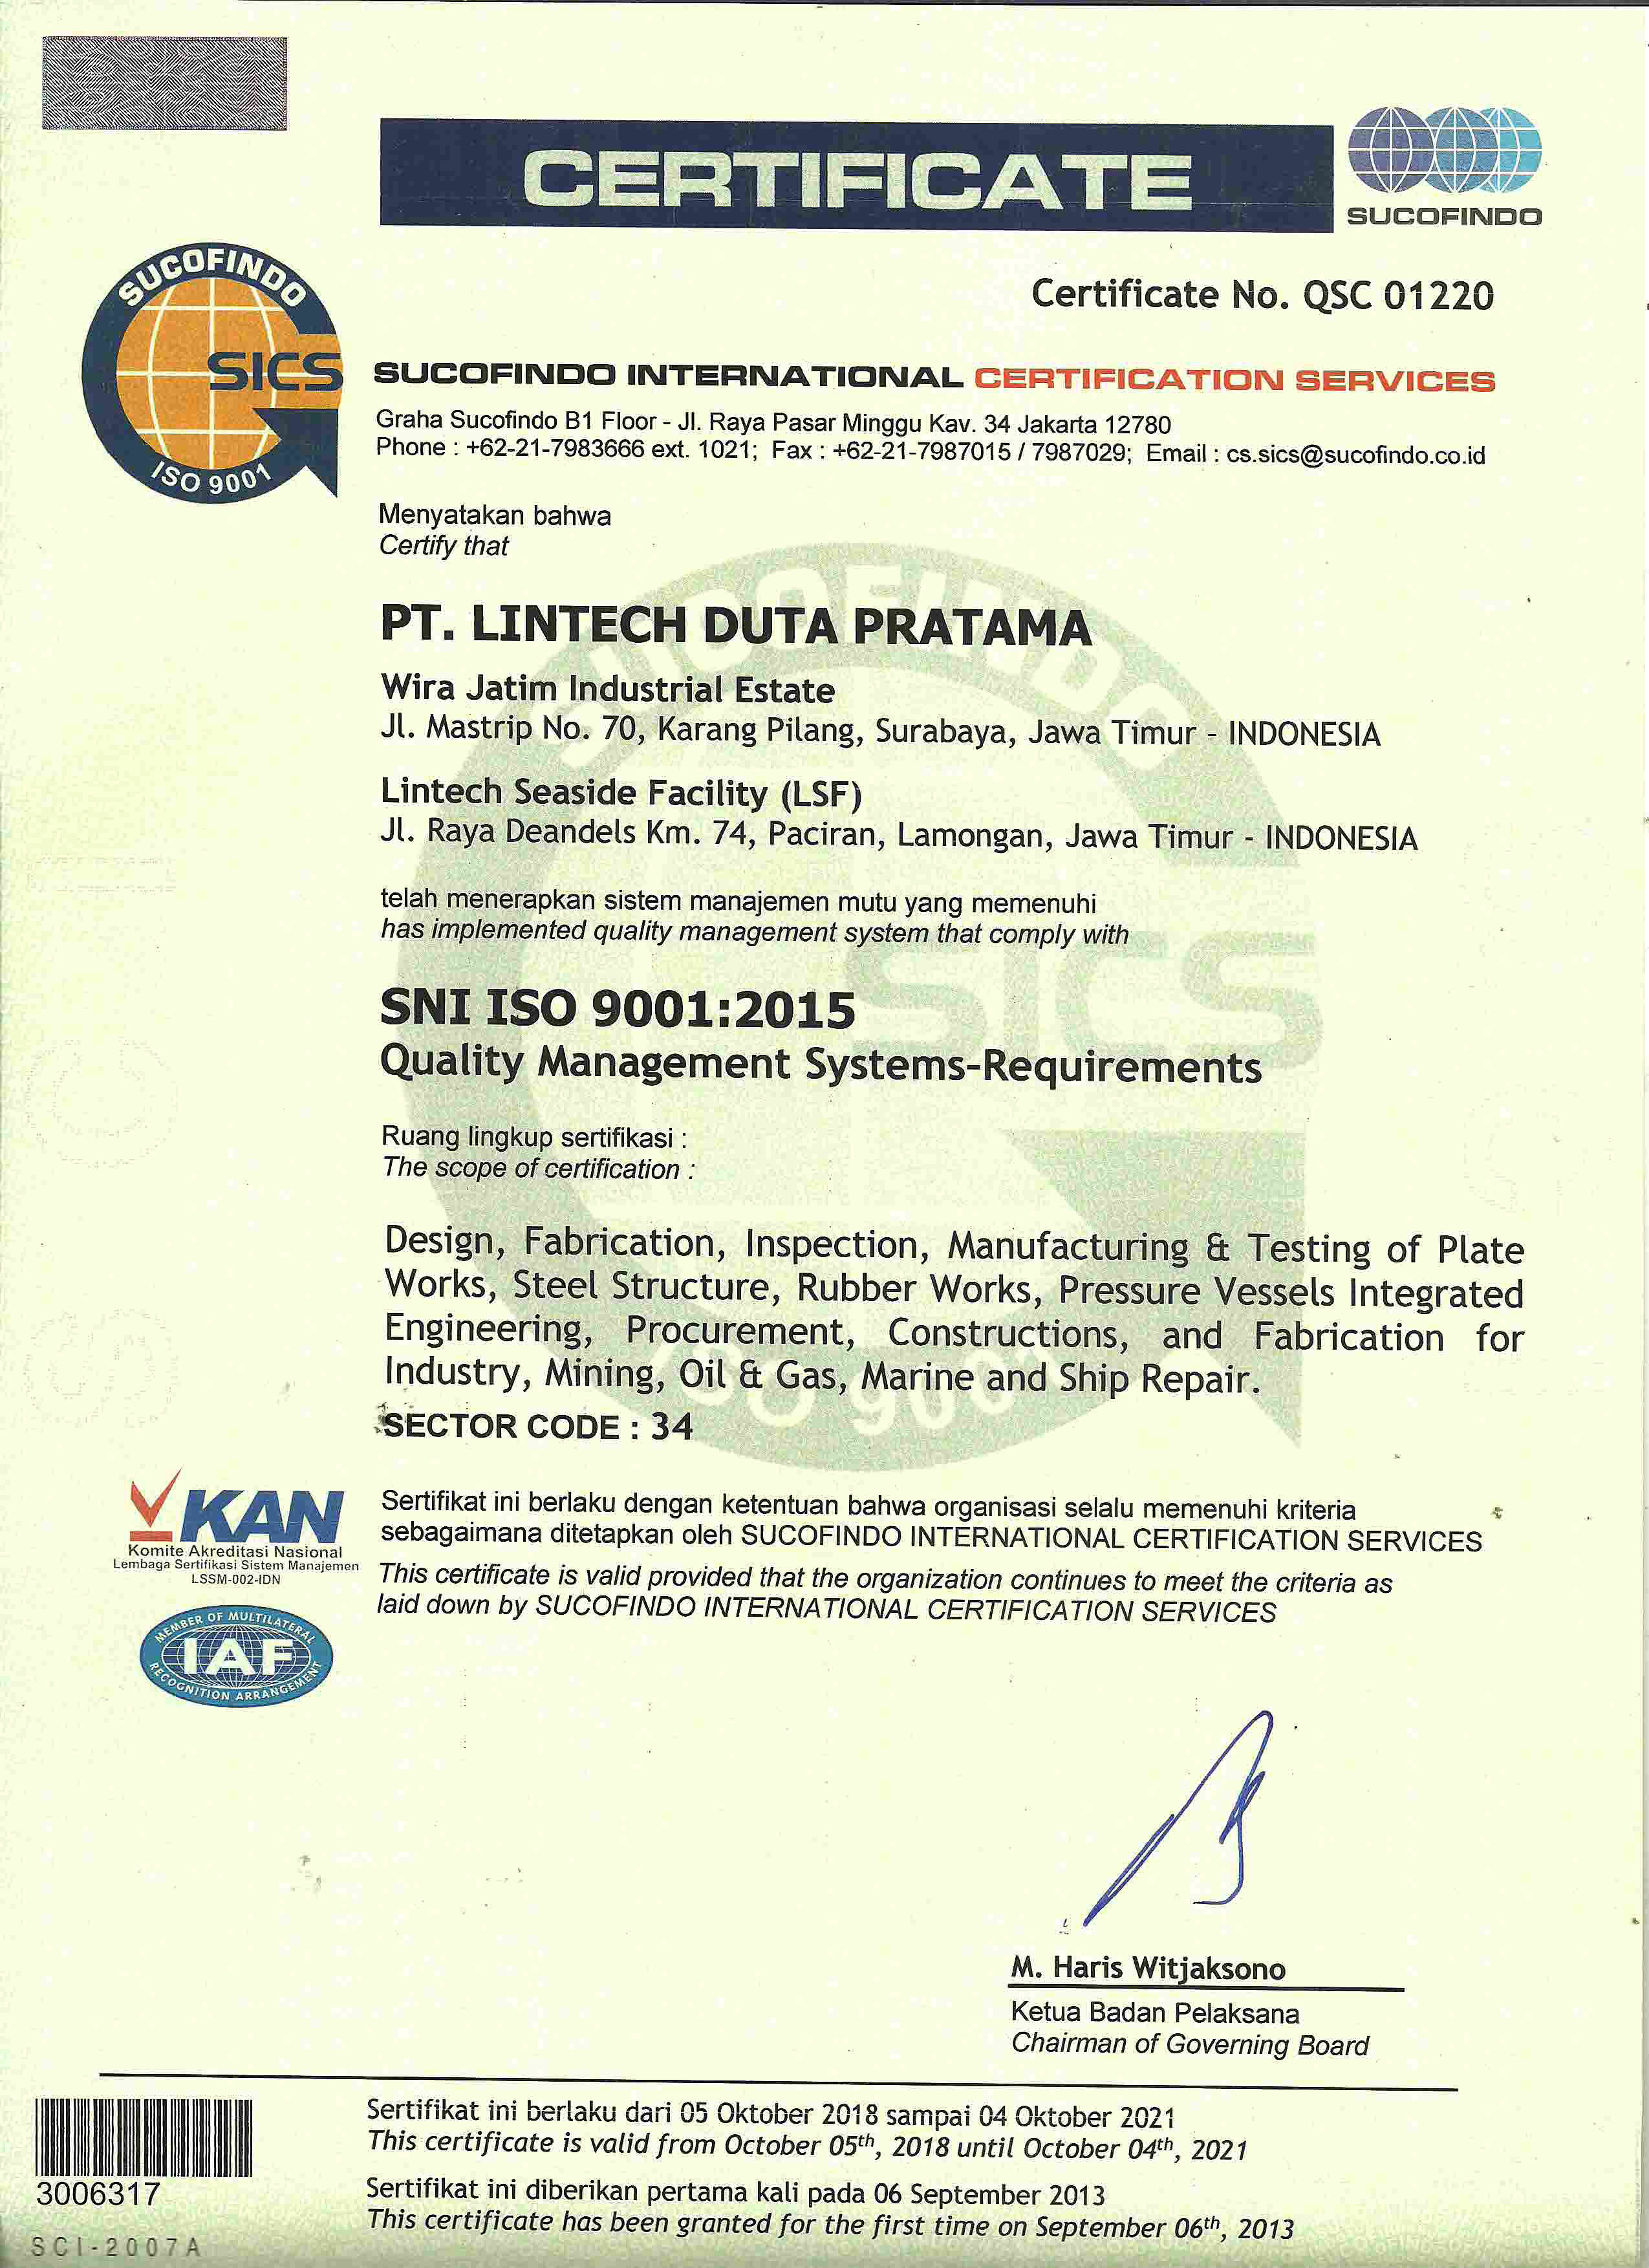 CERTIFICATE
SUCOFINDO
Certificate No. QSC 01220
SUCOFINDO
SICS
ISO 9001
SUCOFINDO INTERNATIONAL CERTIFICATION SERVICES
Graha Sucofindo B1 Floor - Jl. Raya Pasar Minggu Kav. 34 Jakarta 12780
Phone : +62-21-7983666 ext. 1021; Fax : +62-21-7987015 / 7987029; Email : cs.sics@sucofindo.co.id
Menyatakan bahwa
Certify that
PT. LINTECH DUTA PRATAMA
Wira Jatim Industrial Estate
Jl. Mastrip No. 70, Karang Pilang, Surabaya, Jawa Timur - INDONESIA
Lintech Seaside Facility (LSF)
Jl. Raya Deandels Km. 74, Paciran, Lamongan, Jawa Timur - INDONESIA
telah menerapkan sistem manajemen mutu yang memenuhi
has implemented quality management system that comply with
SNI ISO 9001:2015
Quality Management Systems-Requirements
Ruang lingkup sertifikasi :
The scope of certification :
Design, Fabrication, Inspection, Manufacturing & Testing of Plate
Works, Steel Structure, Rubber Works, Pressure Vessels Integrated
Engineering, Procurement, Constructions, and Fabrication for
Industry, Mining, Oil & Gas, Marine and Ship Repair.
SECTOR CODE : 34
KAN
Komite Akreditasi Nasional
Lembaga Sertifikasi Sistem Manajemen
LSSM-002-IDN
MEMBER OF MULTILATERAL
IAF
RECOGNITION ARRANGEMENT
Sertifikat ini berlaku dengan ketentuan bahwa organisasi selalu memenuhi kriteria
sebagaimana ditetapkan oleh SUCOFINDO INTERNATIONAL CERTIFICATION SERVICES
This certificate is valid provided that the organization continues to meet the criteria as
laid down by SUCOFINDO INTERNATIONAL CERTIFICATION SERVICES
M. Haris Witjaksono
Ketua Badan Pelaksana
Chairman of Governing Board
Sertifikat ini berlaku dari 05 Oktober 2018 sampai 04 Oktober 2021
This certificate is valid from October 05th, 2018 until October 04th, 2021
Sertifikat ini diberikan pertama kali pada 06 September 2013
This certificate has been granted for the first time on September 06th, 2013
3006317
SCI-2007A